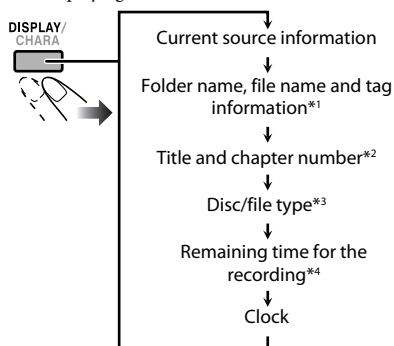 DISPLAY/
CHARA
Current source information
Folder name, file name and tag
information*1
Title and chapter number*2
Disc/file type*3
Remaining time for the
recording*4
Clock